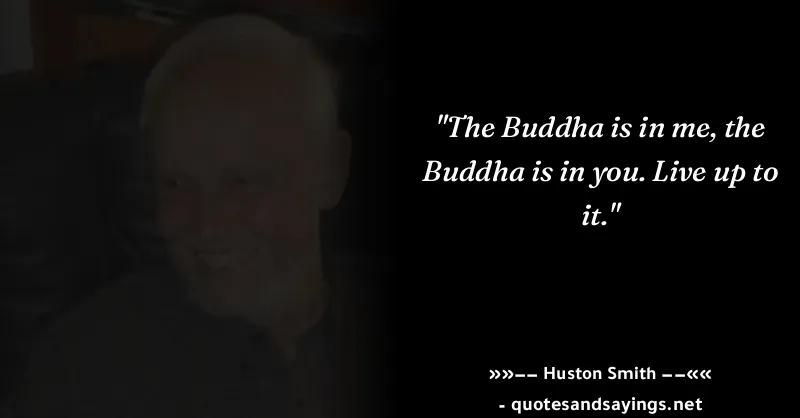 "The Buddha is in me, the
Buddha is in you. Live up to
it."
»»–– Huston Smith ––««
- quotesandsayings.net